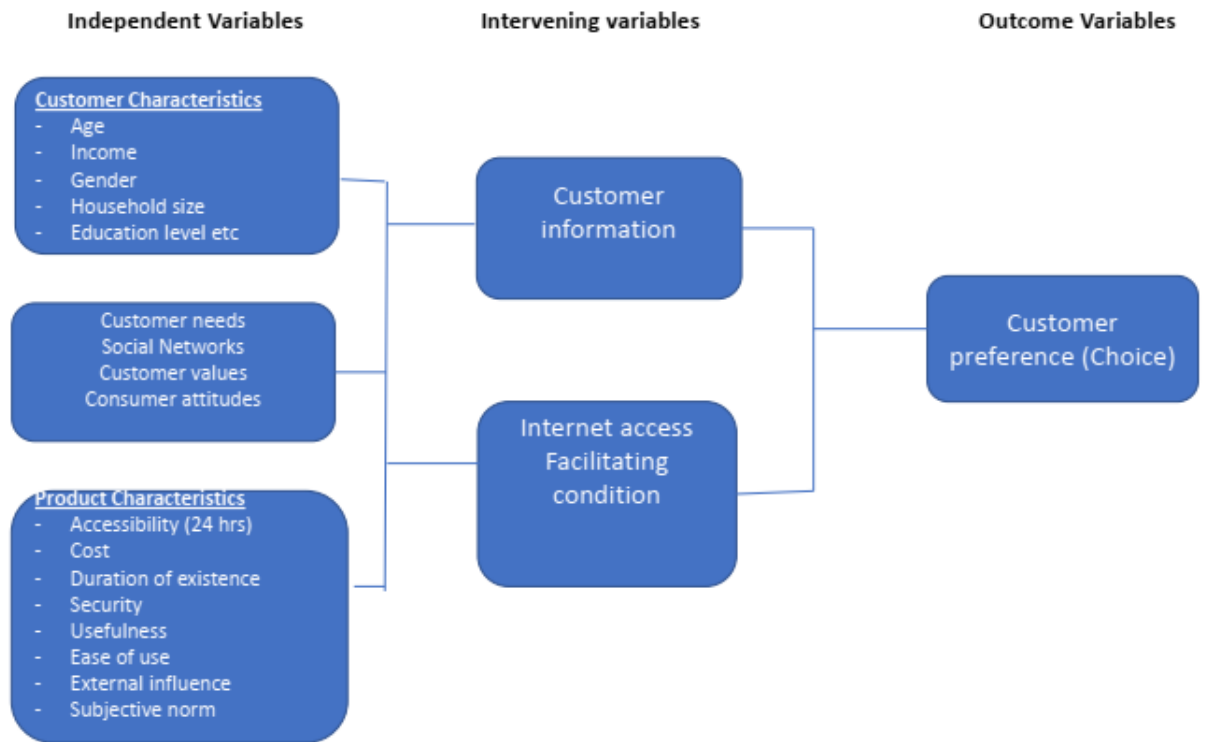 Independent Variables
Intervening variables
Outcome Variables
Customer Characteristics
- Age
- Income
- Gender
- Household size
- Education level etc
Customer needs
Social Networks
Customer values
Consumer attitudes
Product Characteristics
- Accessibility (24 hrs)
- Cost
- Duration of existence
- Security
- Usefulness
- Ease of use
- External influence
- Subjective norm
Customer
information
Internet access
Facilitating
condition
Customer
preference (Choice)